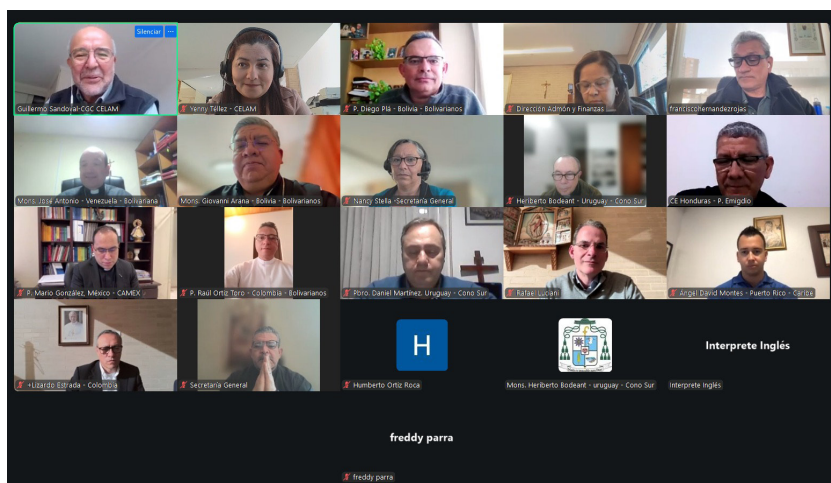 Silenciar ...
Guillermo Sandoval-CGC CELAM
Yenny Téllez - CELAM
P. Diego Plá - Bolivia - Bolivarianos
Dirección Admón y Finanzas
franciscohernandezrojas
Mons. José Antonio - Venezuela - Bolivariana
Mons. Giovanni Arana - Bolivia - Bolivarianos
Nancy Stella -Secretaría General
Heriberto Bodeant - Uruguay - Cono Sur
CE Honduras - P. Emigdio
P. Mario González. México - CAMEX
P. Raúl Ortiz Toro - Colombia - Bolivarianos
Pbro. Daniel Martínez. Uruguay - Cono Sur
Rafael Luciani
Ángel David Montes - Puerto Rico - Caribe
+Lizardo Estrada - Colombia
Secretaría General
H
Humberto Ortiz Roca
Mons. Heriberto Bodeant - uruguay - Cono Sur
Interprete Inglés
Interprete Inglés
freddy parra
freddy parra